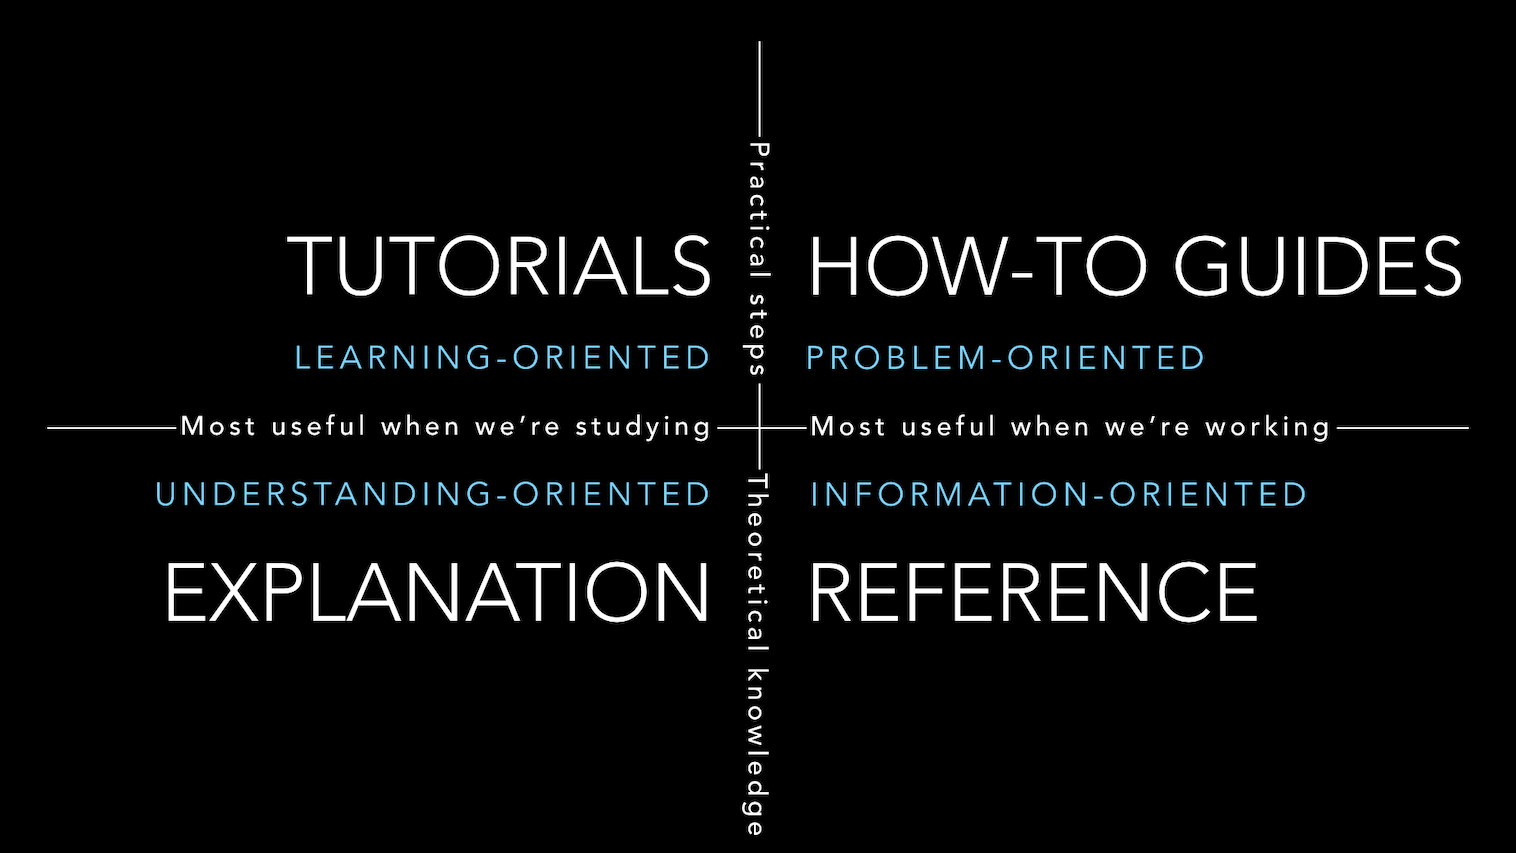 Practical steps
TUTORIALS
HOW-TO GUIDES
LEARNING-ORIENTED
PROBLEM-ORIENTED
Most useful when we’re studying
Most useful when we’re working
UNDERSTANDING-ORIENTED
INFORMATION-ORIENTED
EXPLANATION
REFERENCE
Theoretical knowledge